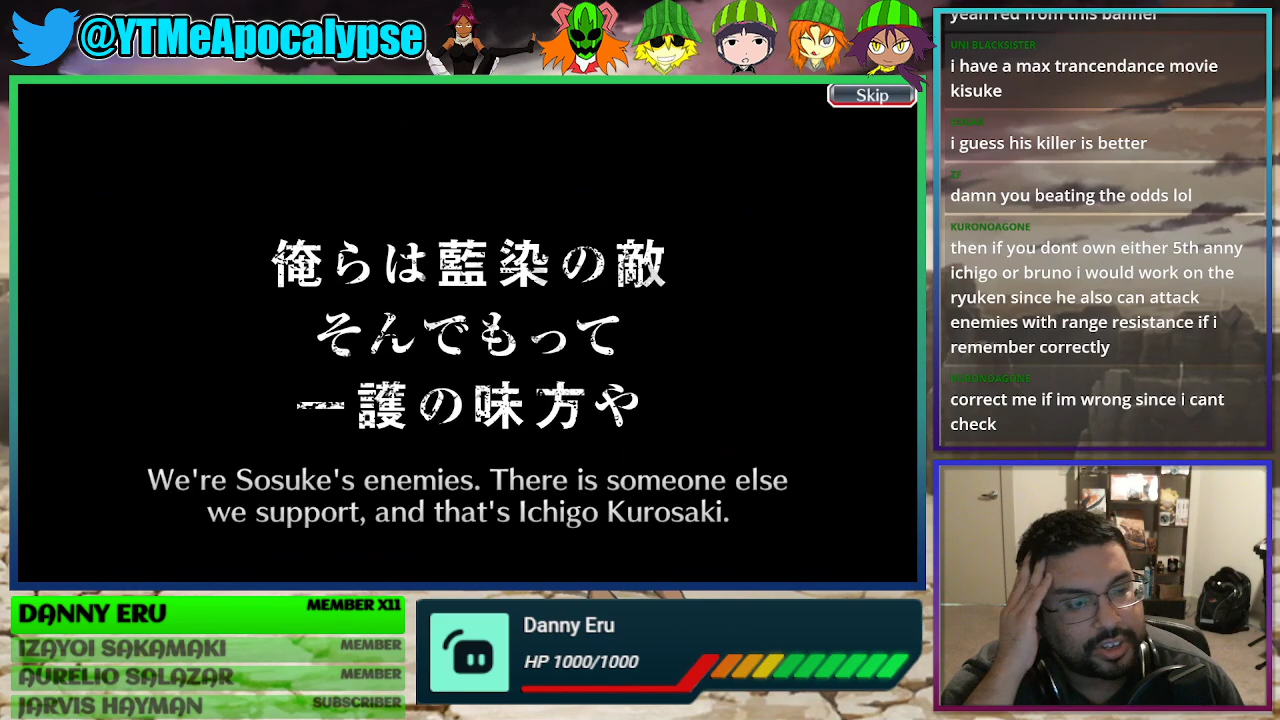 @YTMeApocalypse
Skip
俺らは藍染の敵
そんでもって
一護の味方や
We're Sosuke's enemies. There is someone else
we support, and that's Ichigo Kurosaki.
yeah red from this banner
UNI BLACKSISTER
i have a max trancendance movie
kisuke
i guess his killer is better
ZF
damn you beating the odds lol
KURONOAGONE
then if you dont own either 5th anny
ichigo or bruno i would work on the
ryuken since he also can attack
enemies with range resistance if i
remember correctly
KURONOAGONE
correct me if im wrong since i cant
check
DANNY ERU MEMBER X11
IZAYOI SAKAMAKI MEMBER
AURELIO SALAZAR MEMBER
JARVIS HAYMAN SUBSCRIBER
Danny Eru
HP 1000/1000